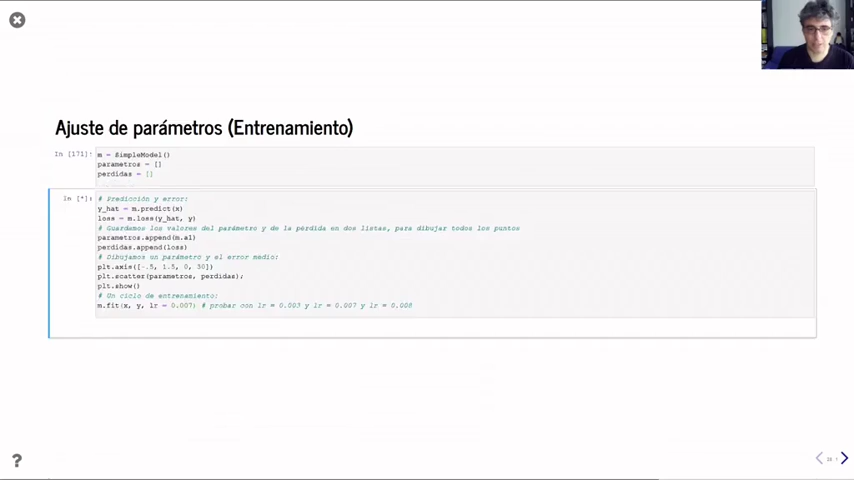 Ajuste de parámetros (Entrenamiento)
In [171]:
m = SimpleModel()
parametros = []
perdidas = []
In [*]:
# Predicción y error:
y_hat = m.predict(x)
loss = m.loss(y_hat, y)
# Guardamos los valores del parámetro y de la pérdida en dos listas, para dibujar todos los puntos
parametros.append(m.a1)
perdidas.append(loss)
# Dibujamos un parámetro y el error medio:
plt.axis([-.5, 1.5, 0, 50])
plt.scatter(parametros, perdidas);
plt.show()
# Un ciclo de entrenamiento:
m.fit(x, y, lr = 0.007) # probar con lr = 0.003 y lr = 0.007 y lr = 0.008
?